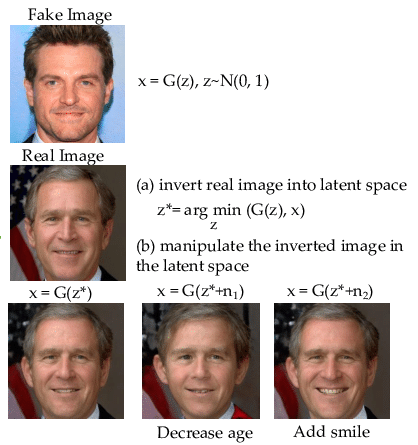 Fake Image
x = G(z), z~N(0, 1)
Real Image
(a) invert real image into latent space
z*= arg min (G(z), x)
z
(b) manipulate the inverted image in
the latent space
x = G(z*)
x = G(z*+n₁)
x = G(z*+n₂)
Decrease age
Add smile